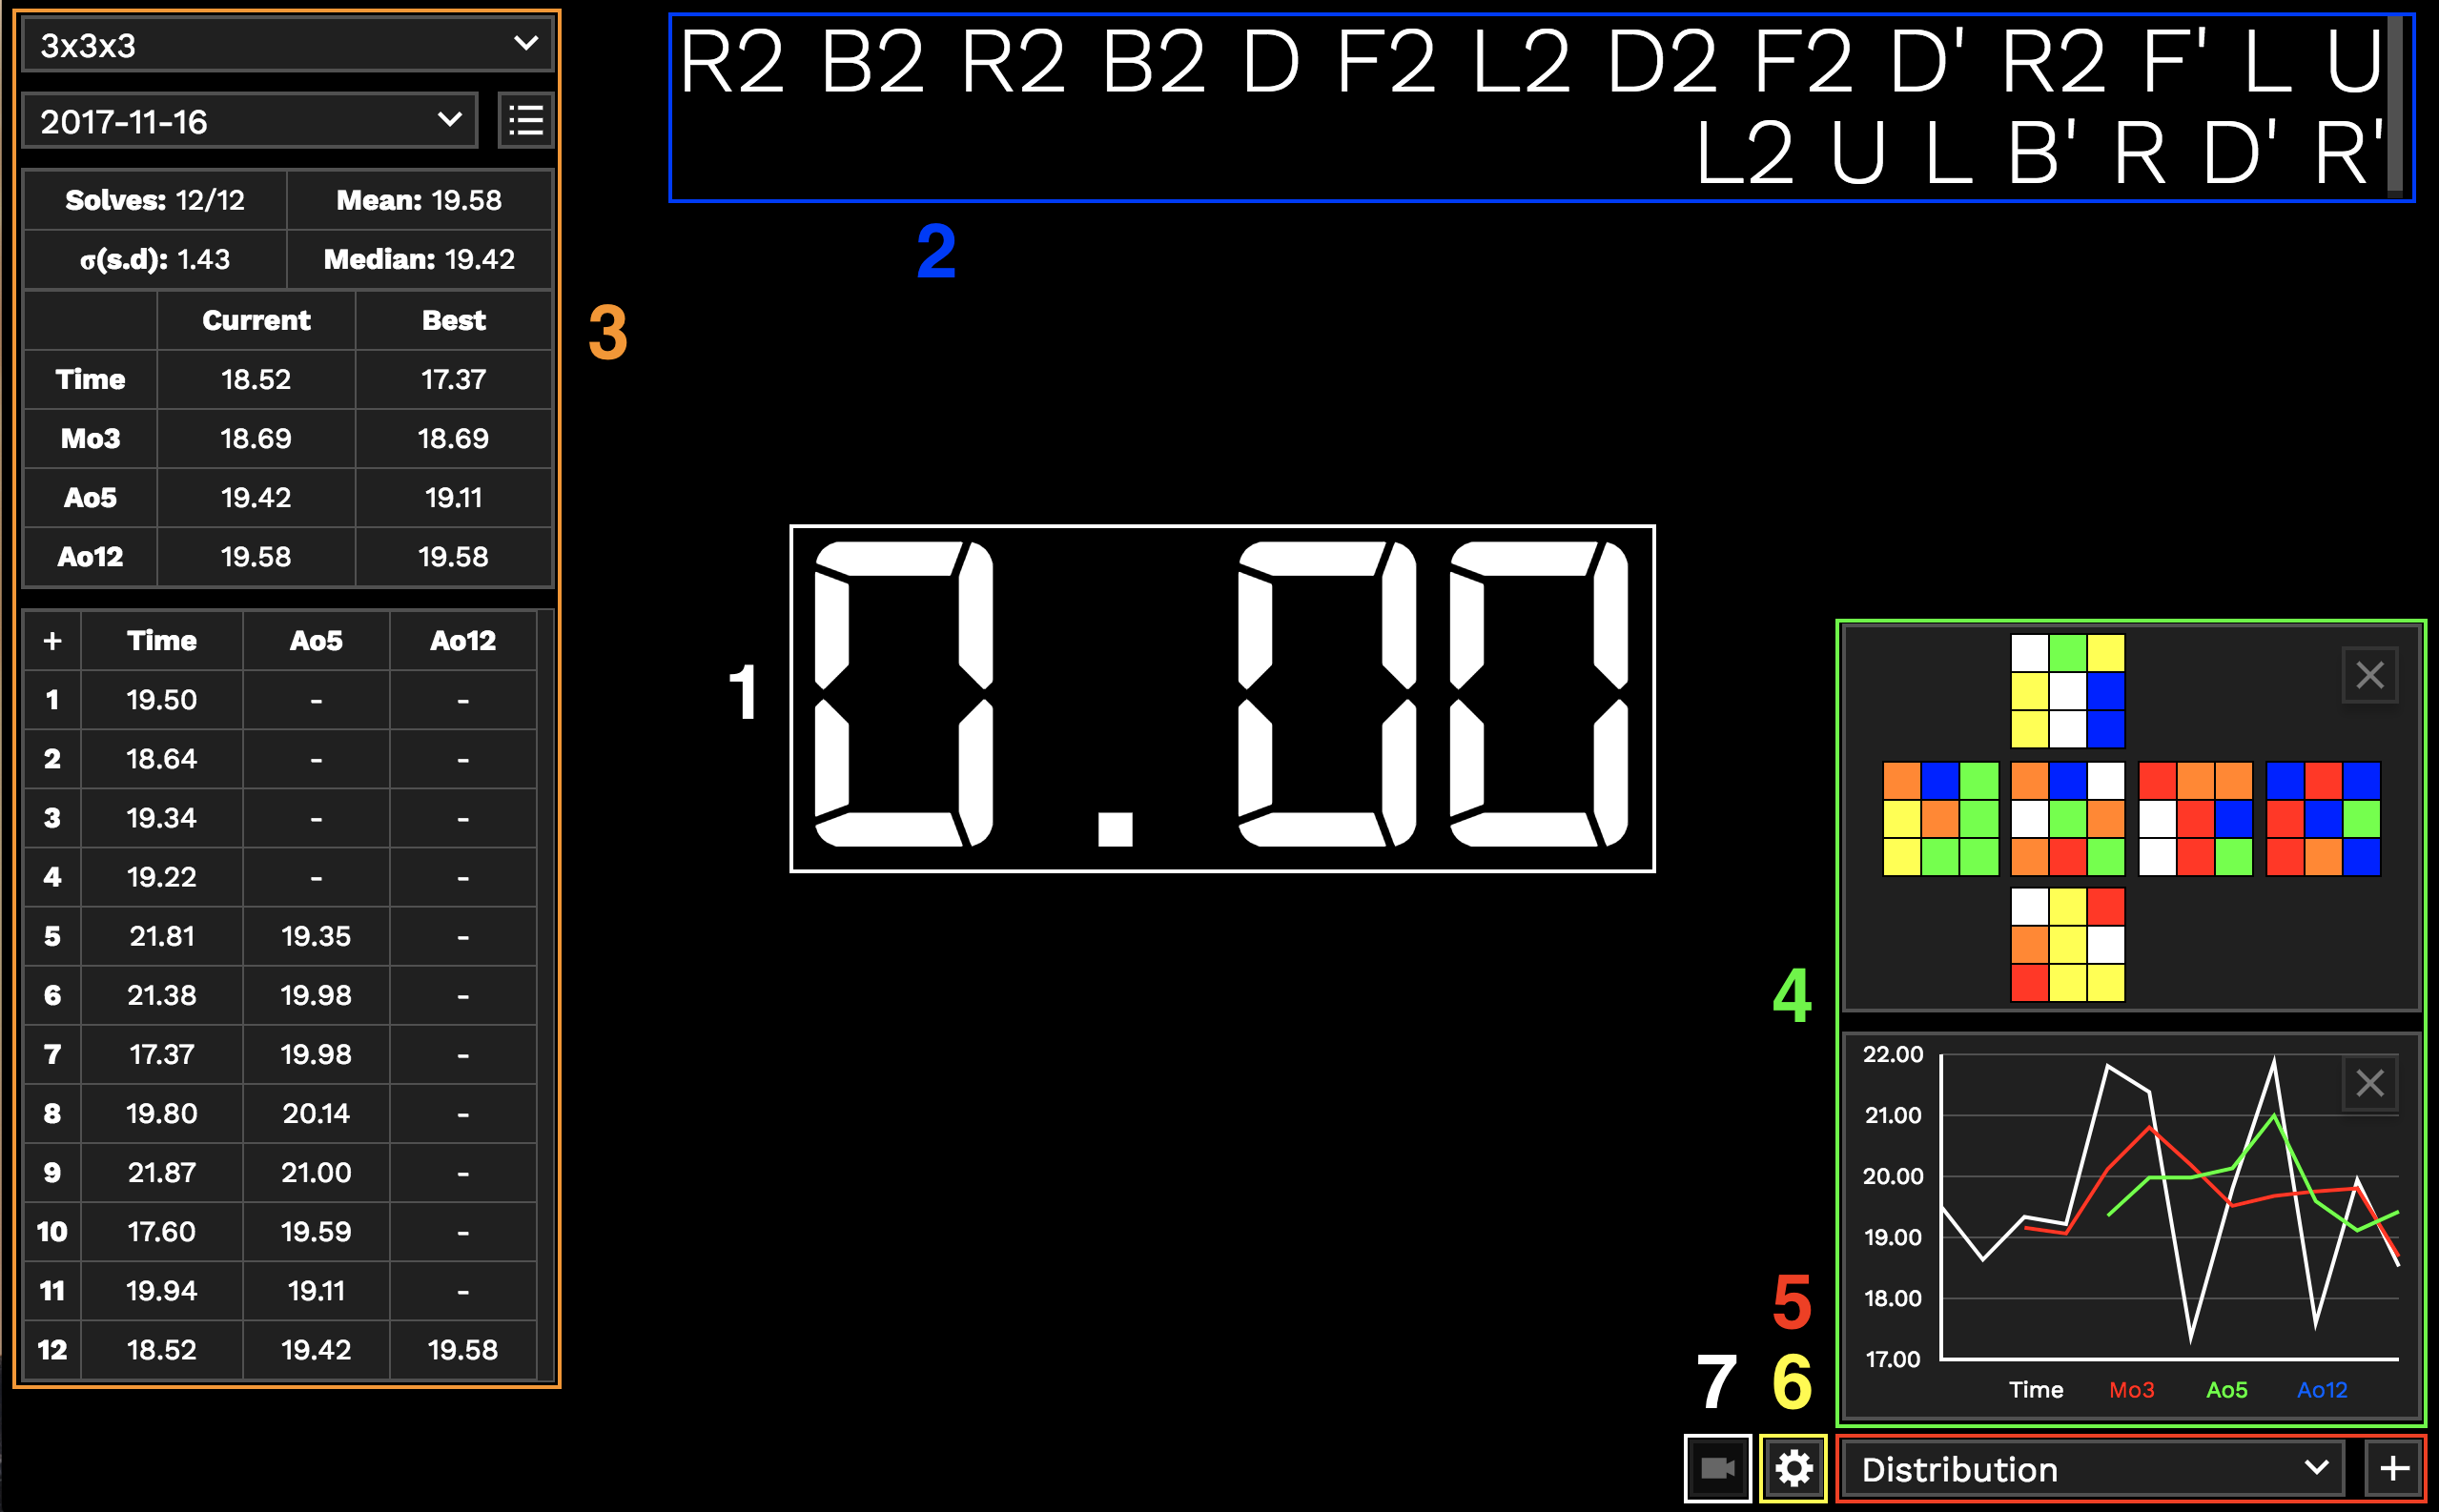 3x3x3
2017-11-16
Solves: 12/12 Mean: 19.58
σ(s.d): 1.43 Median: 19.42
Current Best
Time 18.52 17.37
Mo3 18.69 18.69
Ao5 19.42 19.11
Ao12 19.58 19.58
+ Time Ao5 Ao12
1 19.50 - -
2 18.64 - -
3 19.34 - -
4 19.22 - -
5 21.81 19.35 -
6 21.38 19.98 -
7 17.37 19.98 -
8 19.80 20.14 -
9 21.87 21.00 -
10 17.60 19.59 -
11 19.94 19.11 -
12 18.52 19.42 19.58
3
R2 B2 R2 B2 D F2 L2 D2 F2 D' R2 F' L U
L2 U L B' R D' R'
2
1
0.00
4
22.00
21.00
20.00
19.00
18.00
17.00
Time Mo3 Ao5 Ao12
5
7 6
Distribution +